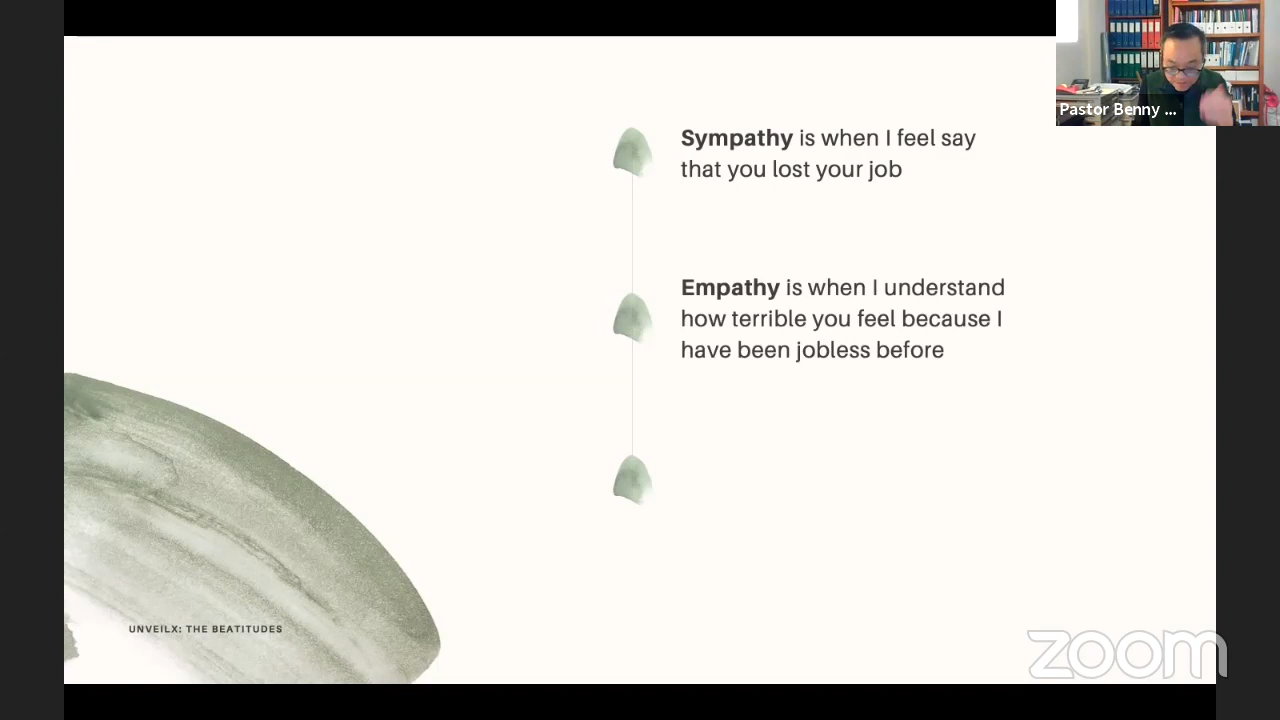 Pastor Benny ...
Sympathy is when I feel say
that you lost your job
Empathy is when I understand
how terrible you feel because I
have been jobless before
UNVEILX: THE BEATITUDES
zoom